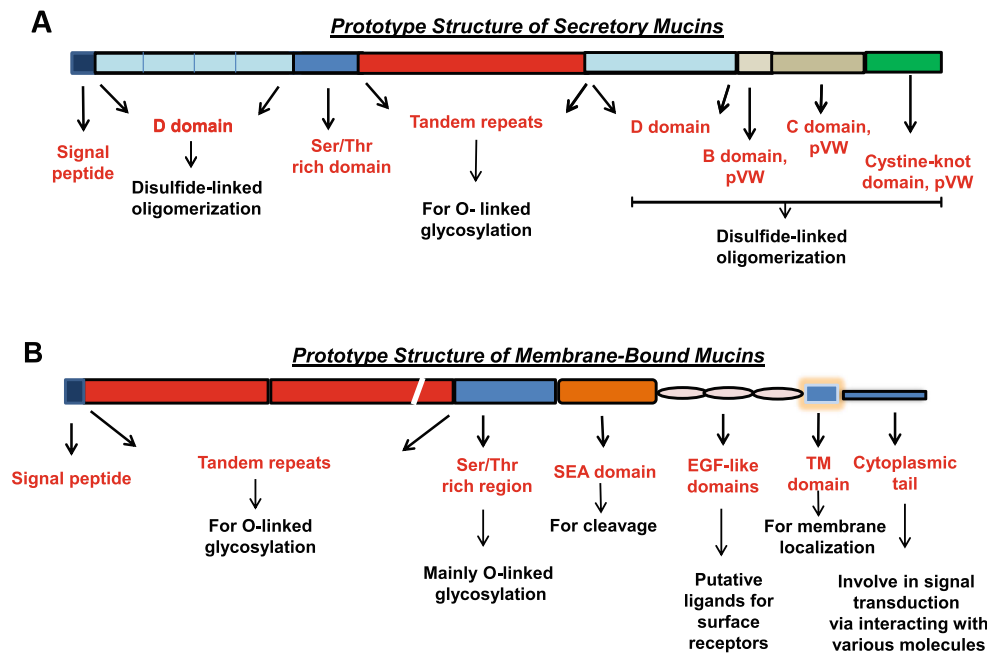 A
Prototype Structure of Secretory Mucins
Signal
peptide
D domain
Disulfide-linked
oligomerization
Ser/Thr
rich domain
Tandem repeats
For O- linked
glycosylation
D domain
B domain,
pVW
C domain,
pVW
Cystine-knot
domain, pVW
Disulfide-linked
oligomerization
B
Prototype Structure of Membrane-Bound Mucins
Signal peptide
Tandem repeats
For O-linked
glycosylation
Ser/Thr
rich region
Mainly O-linked
glycosylation
SEA domain
For cleavage
EGF-like
domains
Putative
ligands for
surface
receptors
TM
domain
For membrane
localization
Cytoplasmic
tail
Involve in signal
transduction
via interacting with
various molecules